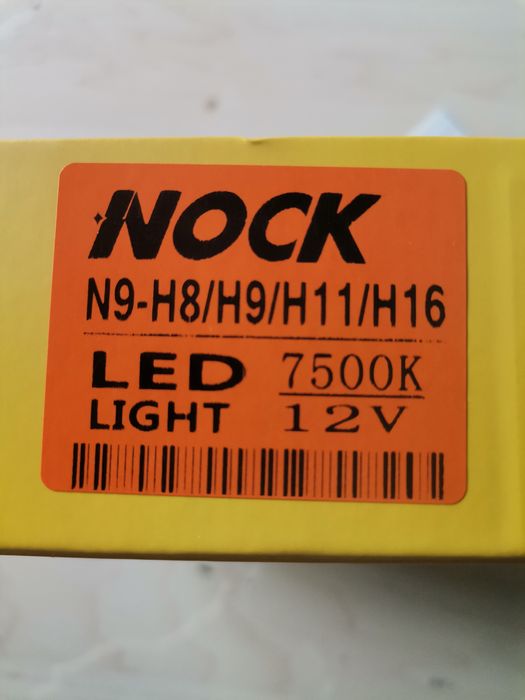 NOCK
N9-H8/H9/H11/H16
LED 7500K
LIGHT 12V